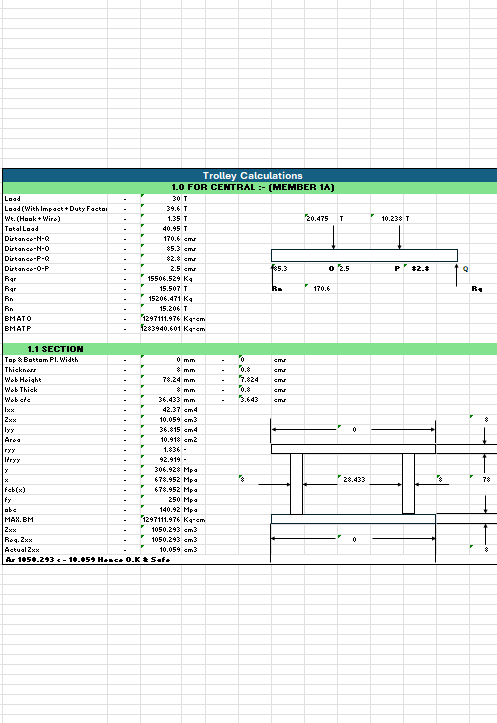 Trolley Calculations
1.0 FOR CENTRAL :- (MEMBER 1A)
Load - 30 T
Load (With Impact + Duty Factor - 39.6 T
Wt. (Hook + Wire) - 1.35 T 20.475 T 10.238 T
Total Load - 40.95 T
Distance-N-Q - 170.6 cms
Distance-N-O - 85.3 cms
Distance-P-Q - 82.8 cms
Distance-O-P - 2.5 cms 85.3 O 2.5 P 82.8 Q
Rqr - 15506.529 Kg
Rqr - 15.507 T Rn 170.6 Rq
Rn - 15206.471 Kg
Rn - 15.206 T
BM AT O - 1297111.976 Kg-cm
BM AT P - 1283940.601 Kg-cm
1.1 SECTION
Top & Bottom Pl. Width - 0 mm - 0 cms
Thickness - 8 mm - 0.8 cms
Web Height - 78.24 mm - 7.824 cms
Web Thick - 8 mm - 0.8 cms
Web c/c - 36.433 mm - 3.643 cms
Ixx - 42.37 cm4
Zxx - 10.059 cm3 8
Iyy - 36.815 cm4 0
Area - 10.918 cm2
ryy - 1.836 -
l/ryy - 92.919 -
y - 306.928 Mpa
x - 678.952 Mpa 8 28.433 8 78
fcb(x) - 678.952 Mpa
fy - 250 Mpa
abc - 140.92 Mpa
MAX. BM - 1297111.976 Kg-cm
Zxx - 1050.293 cm3
Req. Zxx - 1050.293 cm3 0
Actual Zxx - 10.059 cm3 8
As 1050.293 < - 10.059 Hence O.K & Safe